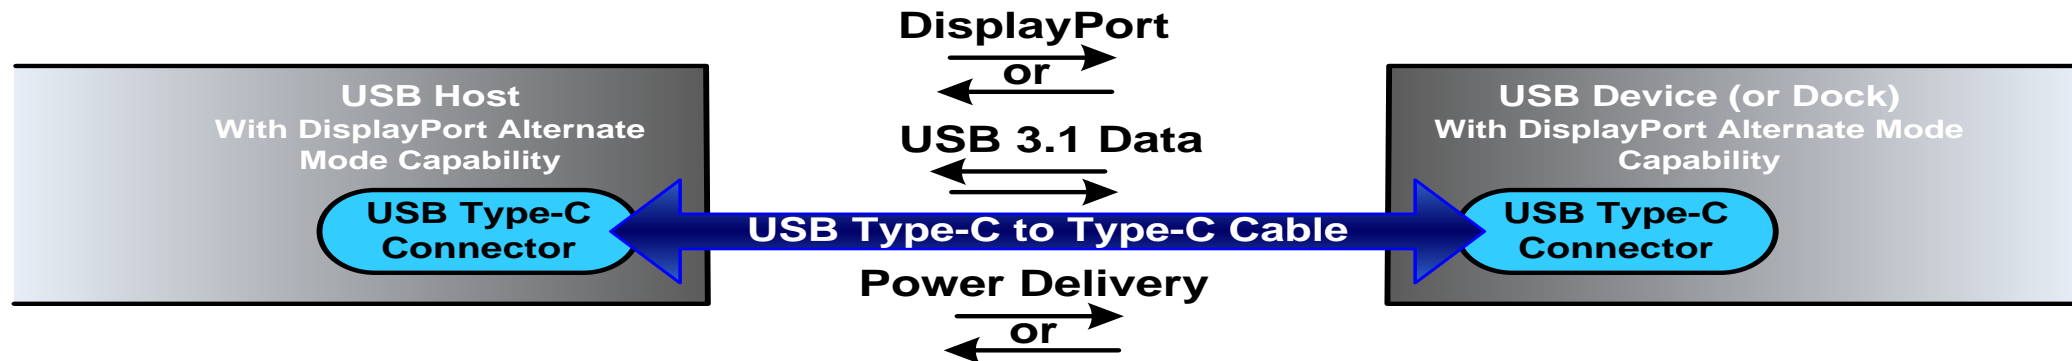 DisplayPort
or
USB Host
With DisplayPort Alternate
Mode Capability
USB Type-C
Connector
USB 3.1 Data
USB Type-C to Type-C Cable
Power Delivery
or
USB Device (or Dock)
With DisplayPort Alternate Mode
Capability
USB Type-C
Connector